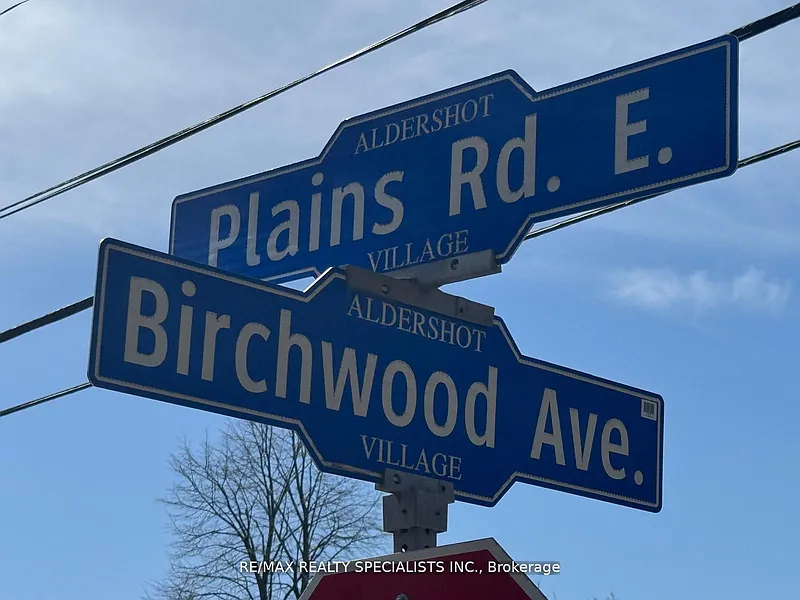 ALDERSHOT
Plains Rd. E.
VILLAGE
ALDERSHOT
Birchwood Ave.
VILLAGE
RE/MAX REALTY SPECIALISTS INC., Brokerage